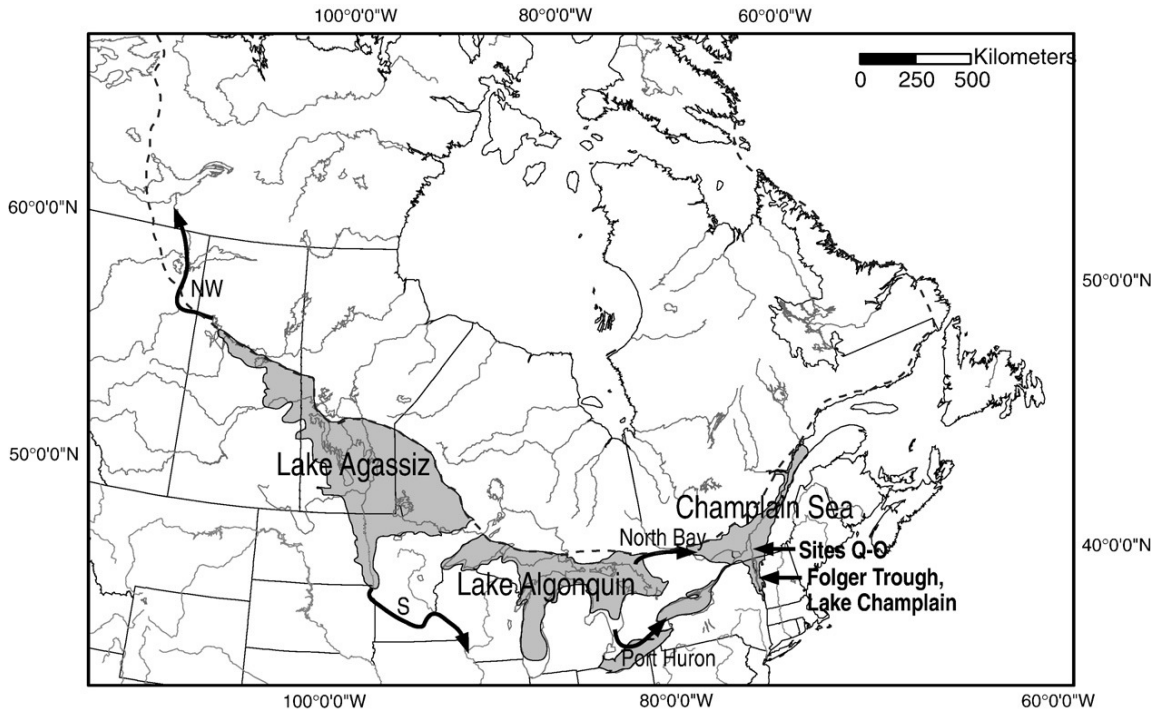 100°0'0"W 80°0'0"W 60°0'0"W
Kilometers
0 250 500
60°0'0"N
50°0'0"N
NW
50°0'0"N
Lake Agassiz
Champlain Sea
North Bay
Sites Q-O
40°0'0"N
Lake Algonquin
Folger Trough,
Lake Champlain
S
Port Huron
100°0'0"W 80°0'0"W 60°0'0"W